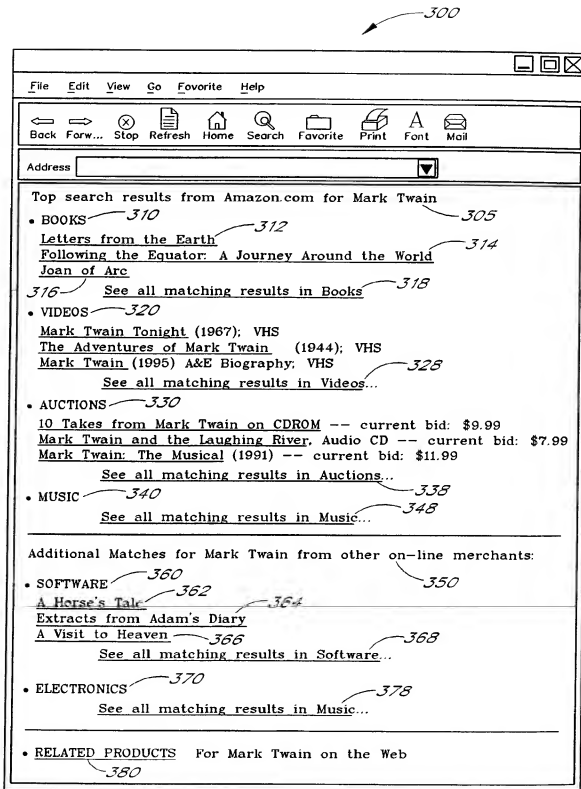 300
File Edit View Go Fovorite Help
Back Forw... Stop Refresh Home Search Favorite Print Font Mail
Address
Top search results from Amazon.com for Mark Twain 305
• BOOKS 310
Letters from the Earth 312
Following the Equator: A Journey Around the World 314
Joan of Arc
316 See all matching results in Books 318
• VIDEOS 320
Mark Twain Tonight (1967); VHS
The Adventures of Mark Twain (1944); VHS
Mark Twain (1995) A&E Biography; VHS
See all matching results in Videos... 328
• AUCTIONS 330
10 Takes from Mark Twain on CDROM -- current bid: $9.99
Mark Twain and the Laughing River, Audio CD -- current bid: $7.99
Mark Twain: The Musical (1991) -- current bid: $11.99
See all matching results in Auctions... 338
• MUSIC 340
See all matching results in Music... 348
Additional Matches for Mark Twain from other on-line merchants: 350
• SOFTWARE 360
A Horse's Tale 362
Extracts from Adam's Diary 364
A Visit to Heaven 366
See all matching results in Software... 368
• ELECTRONICS 370
See all matching results in Music... 378
• RELATED PRODUCTS For Mark Twain on the Web
380